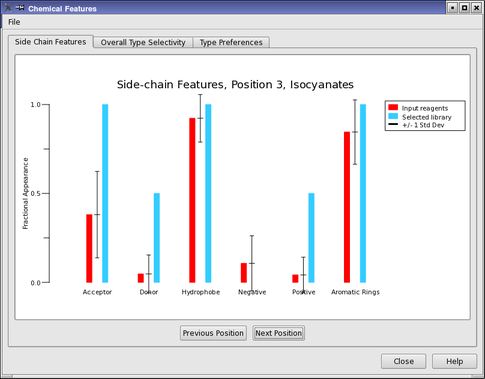 Chemical Features
File
Side Chain Features
Overall Type Selectivity
Type Preferences
Side-chain Features, Position 3, Isocyanates
Input reagents
Selected library
+/- 1 Std Dev
Fractional Appearance
1.0
0.5
0.0
Acceptor
Donor
Hydrophobe
Negative
Positive
Aromatic Rings
Previous Position
Next Position
Close
Help